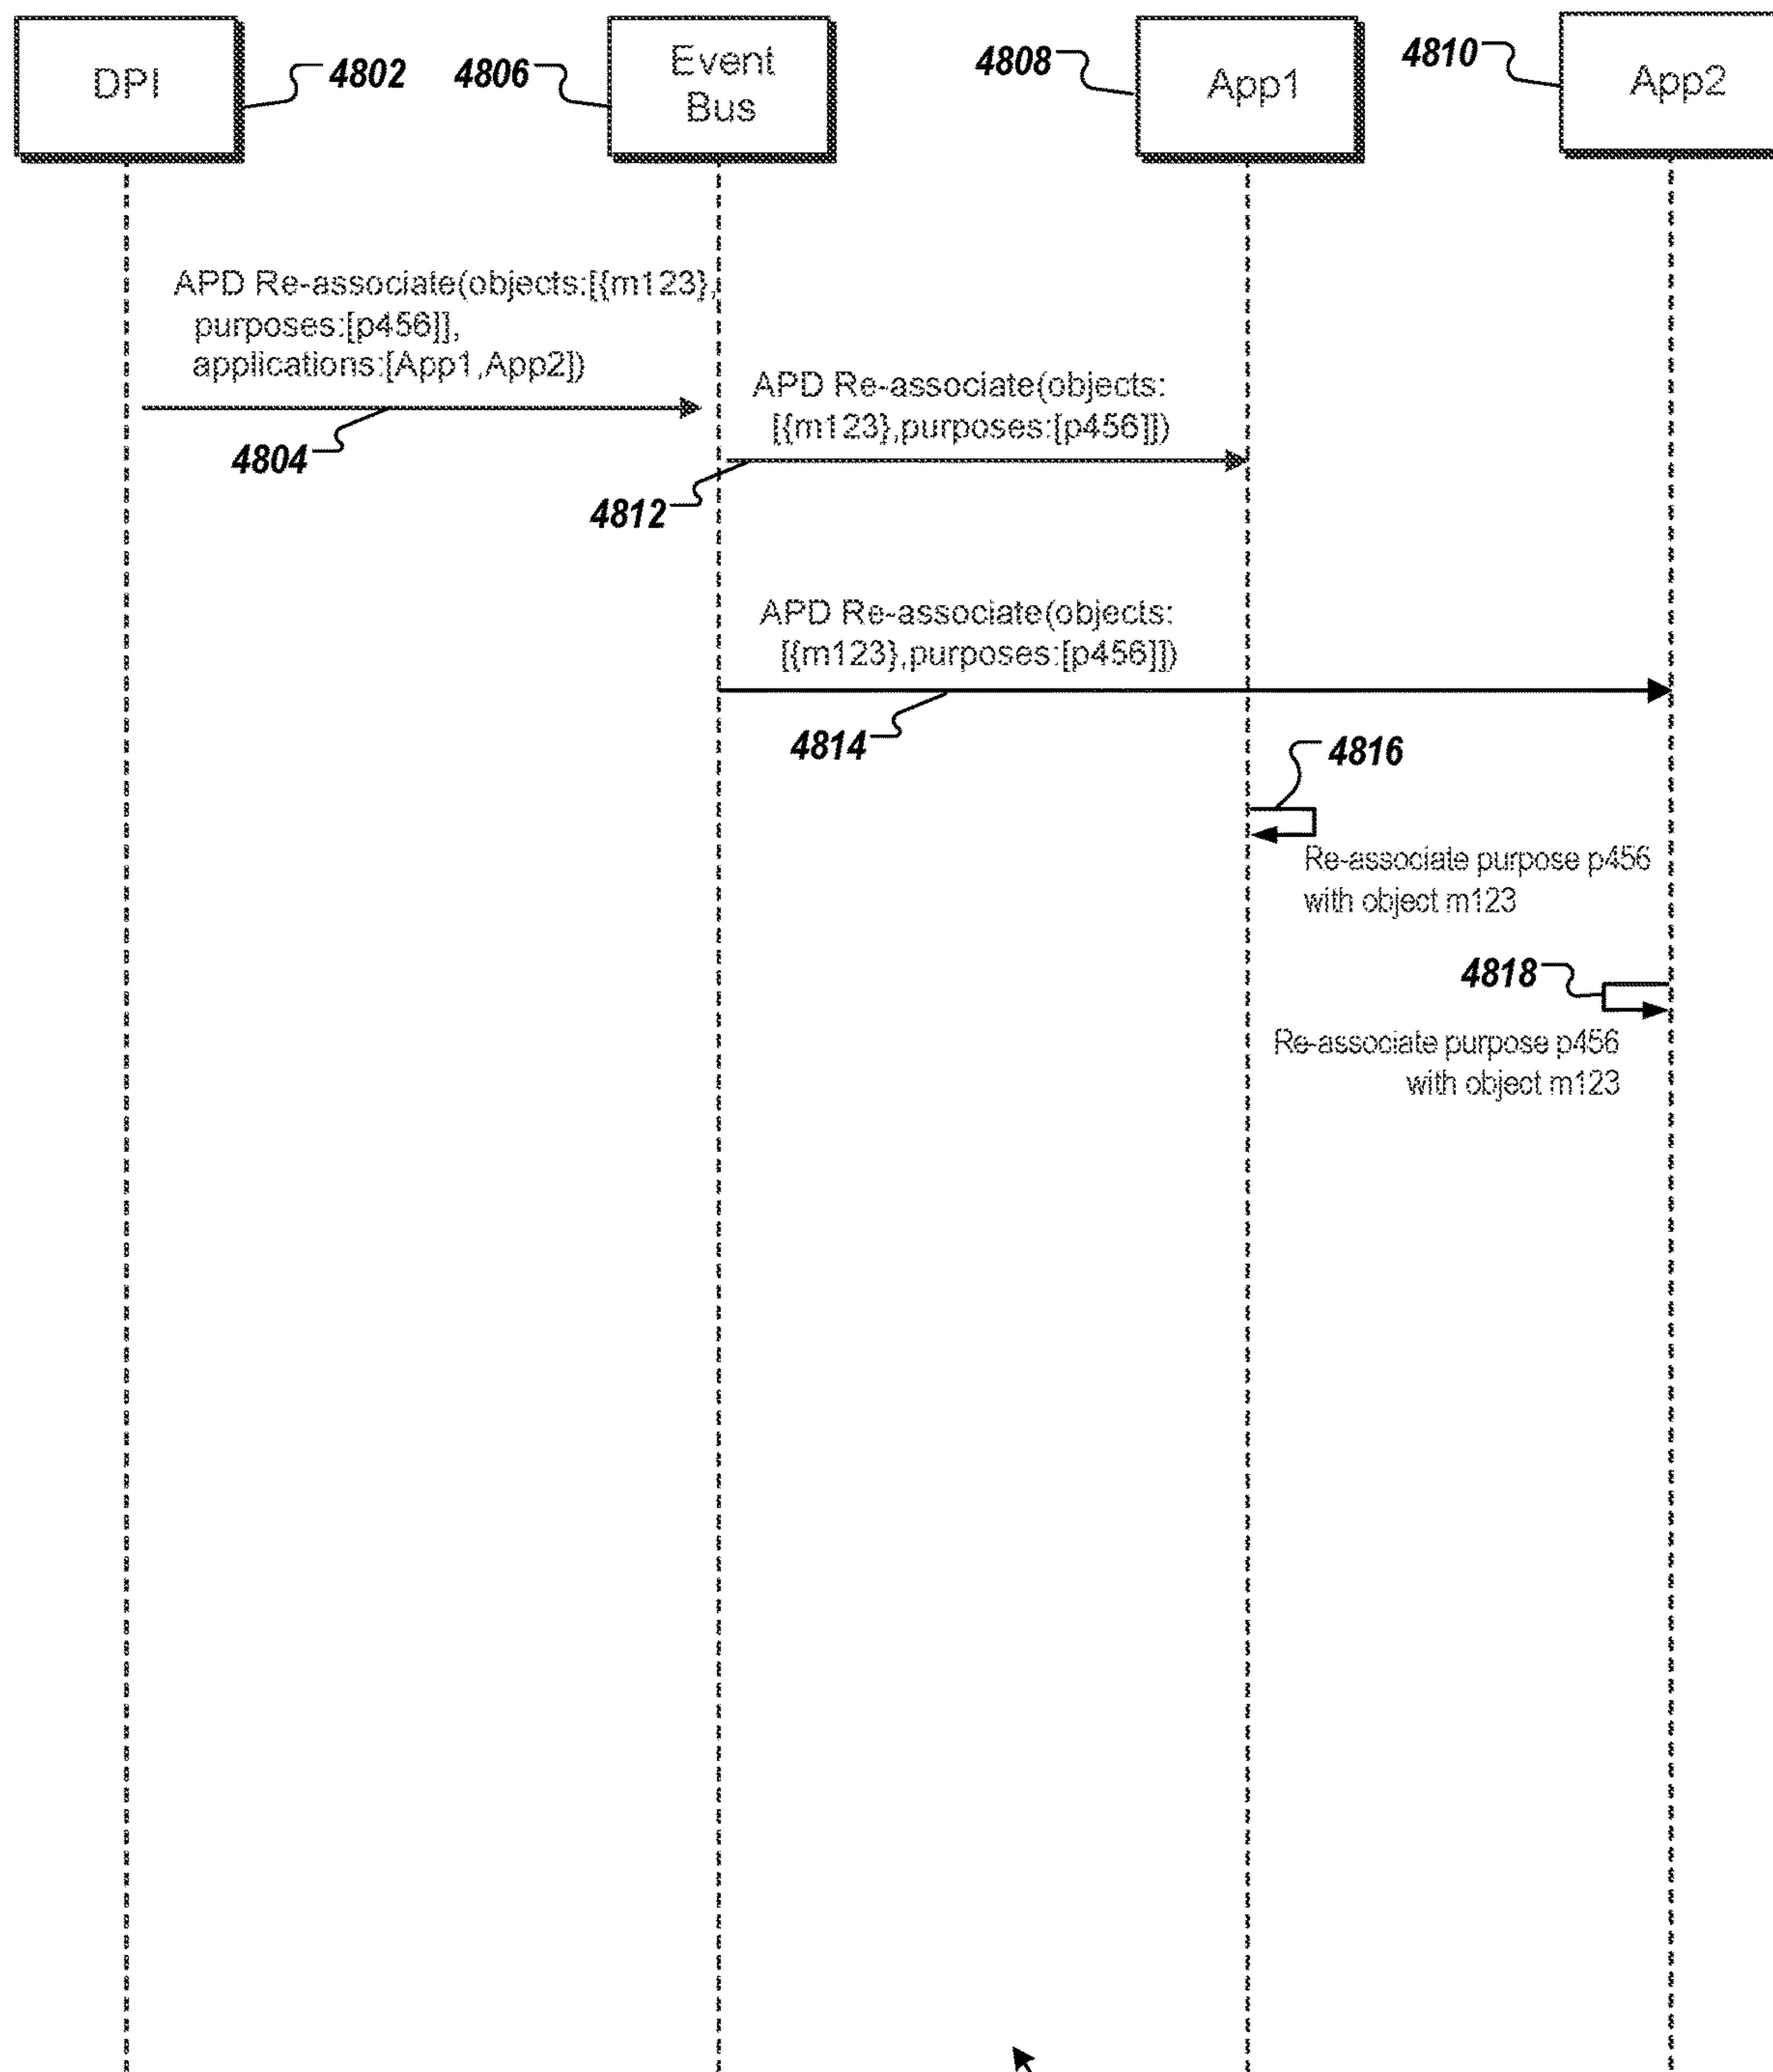 DPI
4802
4806
Event
Bus
4808
App1
4810
App2
APD Re-associate(objects:[{m123},
purposes:[p456]],
applications:[App1,App2])
4804
APD Re-associate(objects:
[{m123},purposes:[p456]])
4812
APD Re-associate(objects:
[{m123},purposes:[p456]])
4814
4816
Re-associate purpose p456
with object m123
4818
Re-associate purpose p456
with object m123